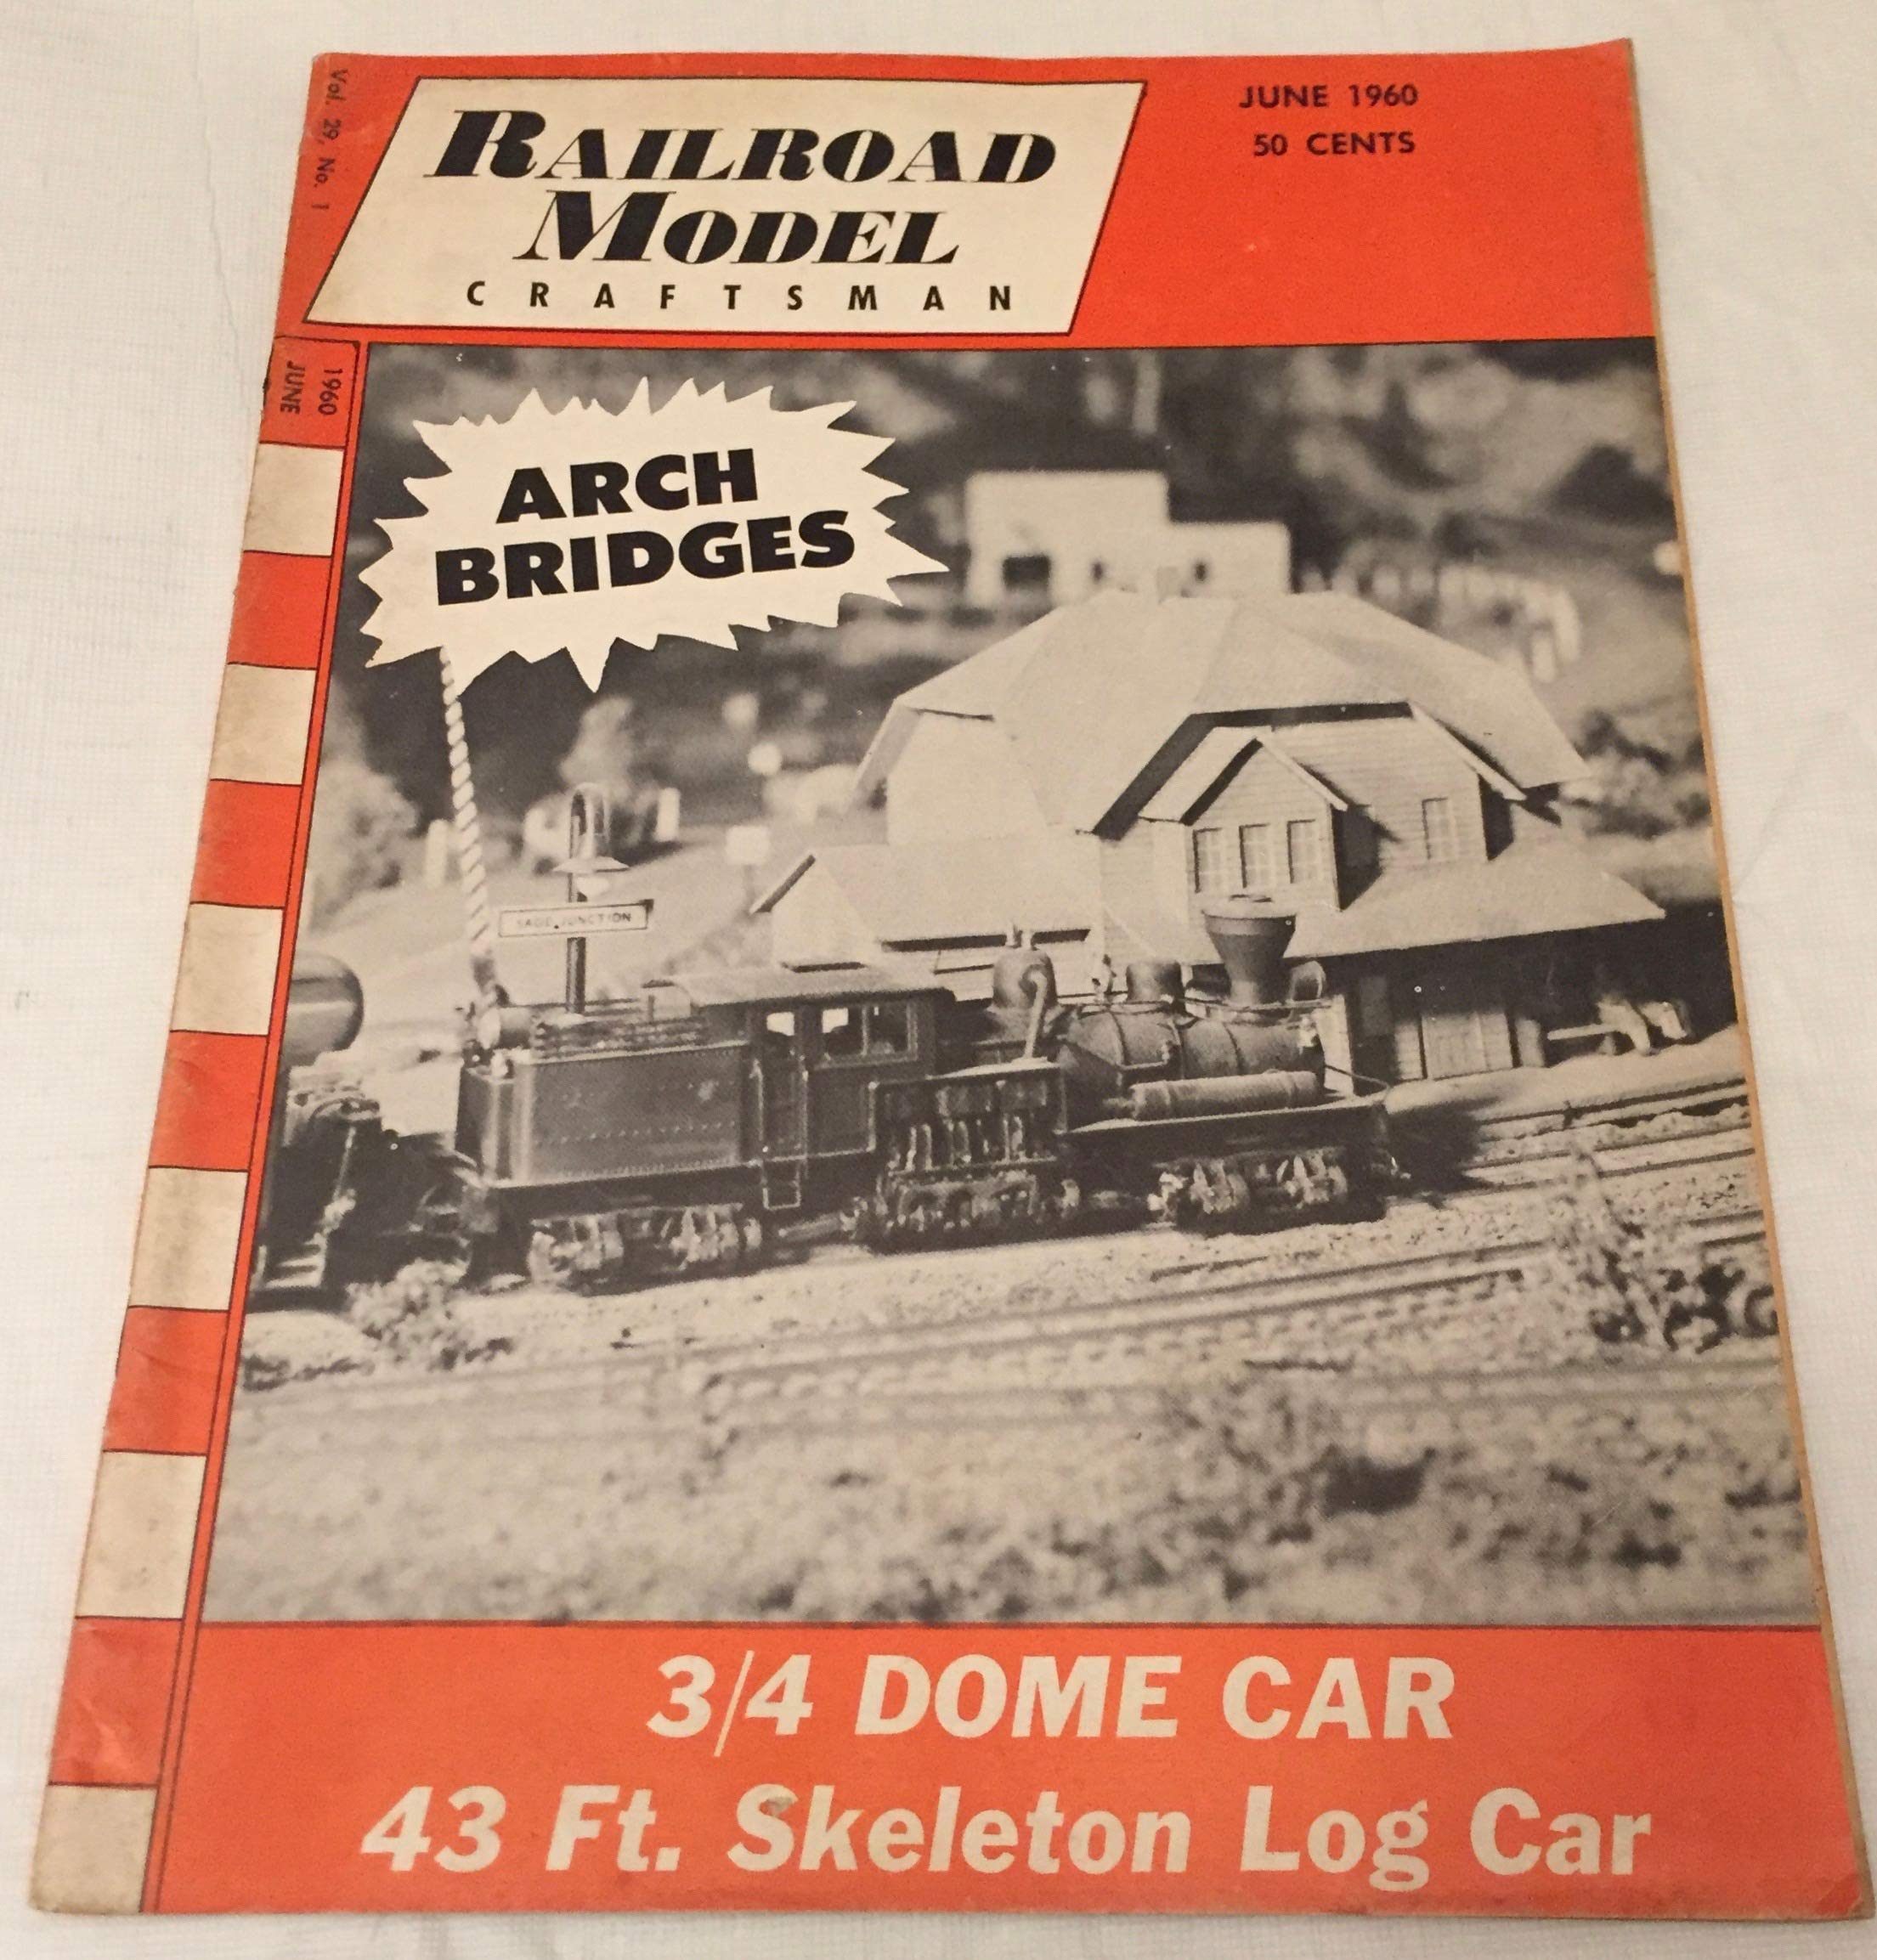 Vol. 29, No. 1
RAILROAD
MODEL
CRAFTSMAN
JUNE 1960
50 CENTS
1960
JUNE
ARCH
BRIDGES
JUNCTION
3/4 DOME CAR
43 Ft. Skeleton Log Car